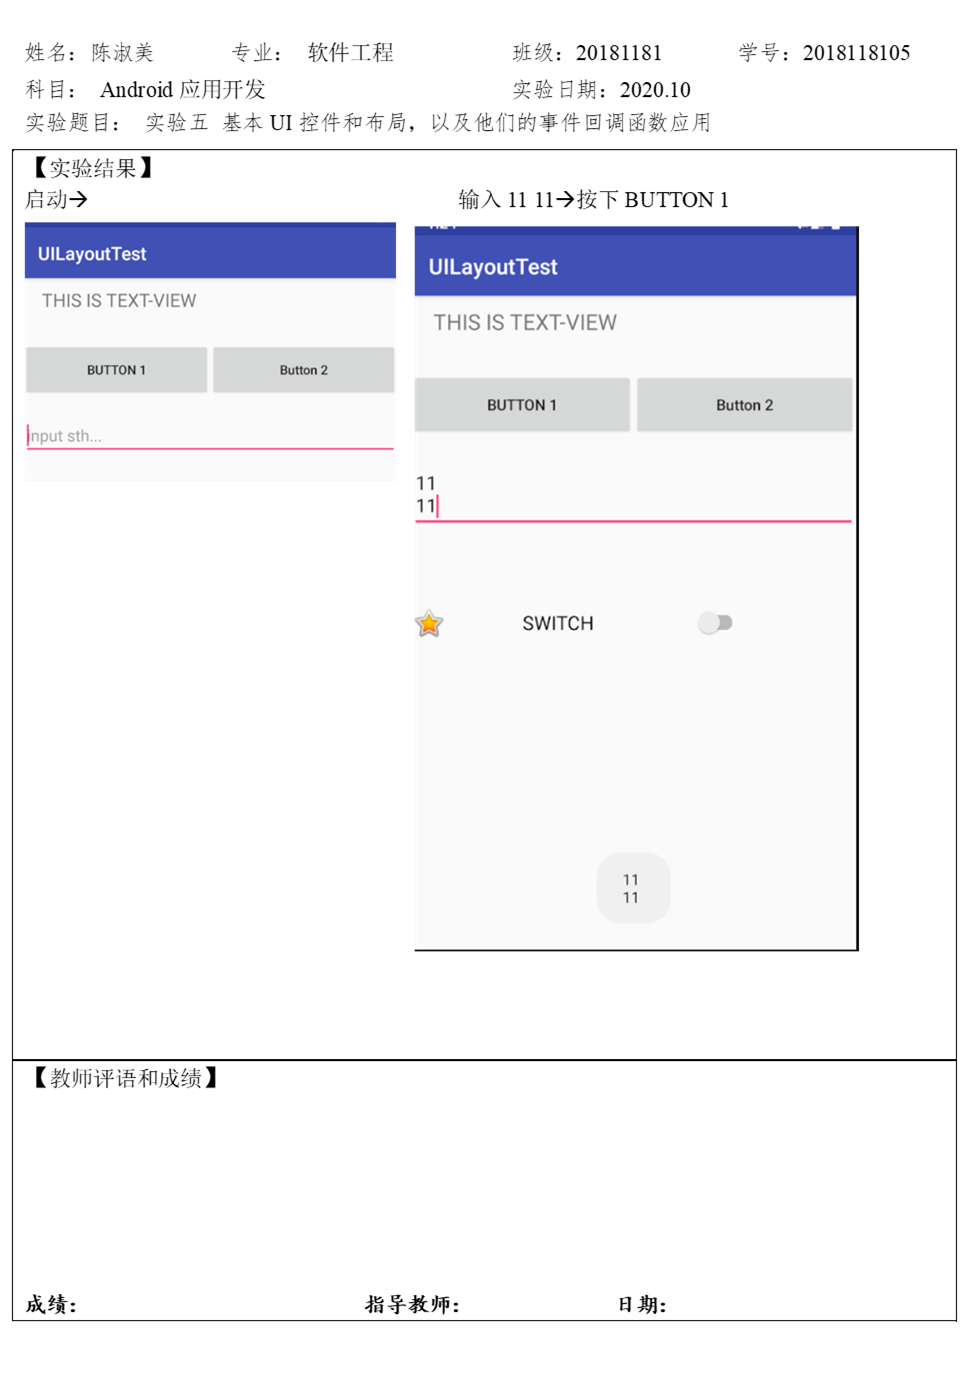 姓名：陈淑美 专业： 软件工程 班级：20181181 学号：2018118105
科目： Android 应用开发 实验日期：2020.10
实验题目： 实验五 基本 UI 控件和布局，以及他们的事件回调函数应用
【实验结果】
启动→ 输入 11 11→按下 BUTTON 1
UILayoutTest
THIS IS TEXT-VIEW
BUTTON 1 Button 2
input sth...
UILayoutTest
THIS IS TEXT-VIEW
BUTTON 1 Button 2
11
11
SWITCH
11
11
【教师评语和成绩】
成绩： 指导教师： 日期：